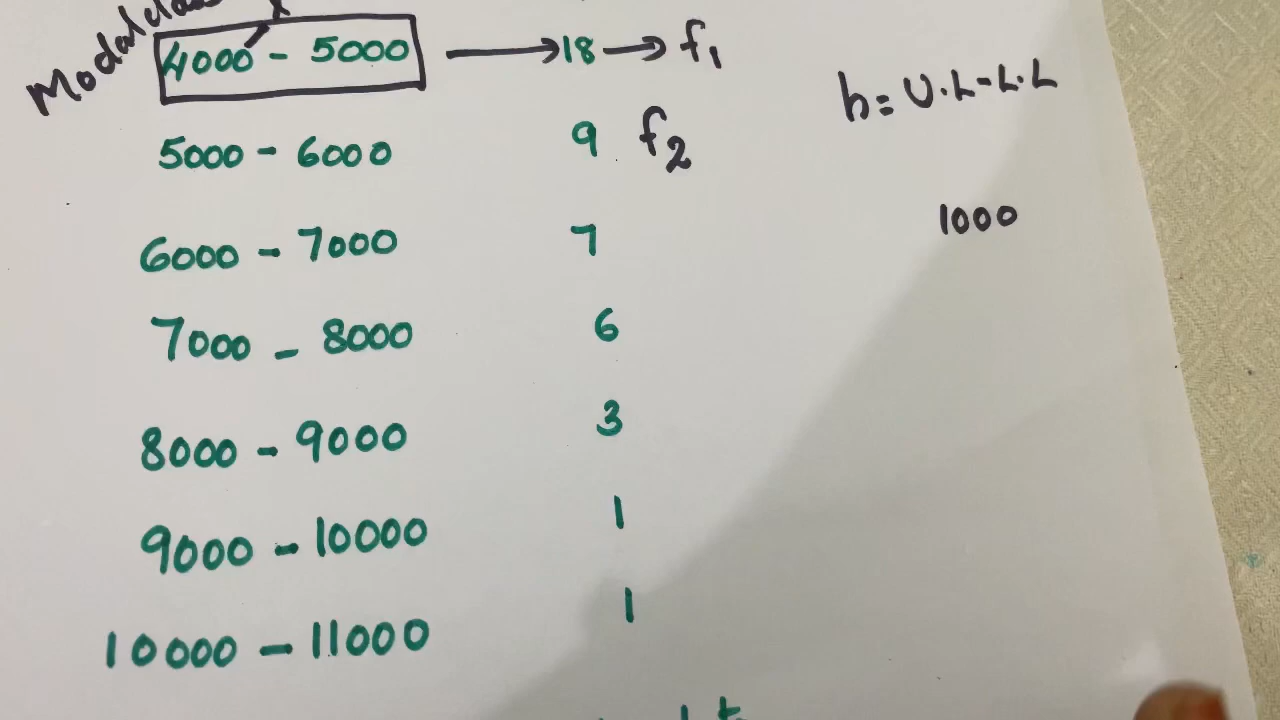 Modal class l
4000 - 5000 → 18 → f₁
h = U.L - L.L
5000 - 6000 9 f₂
1000
6000 - 7000 7
7000 - 8000 6
8000 - 9000 3
9000 - 10000 1
10000 - 11000 1